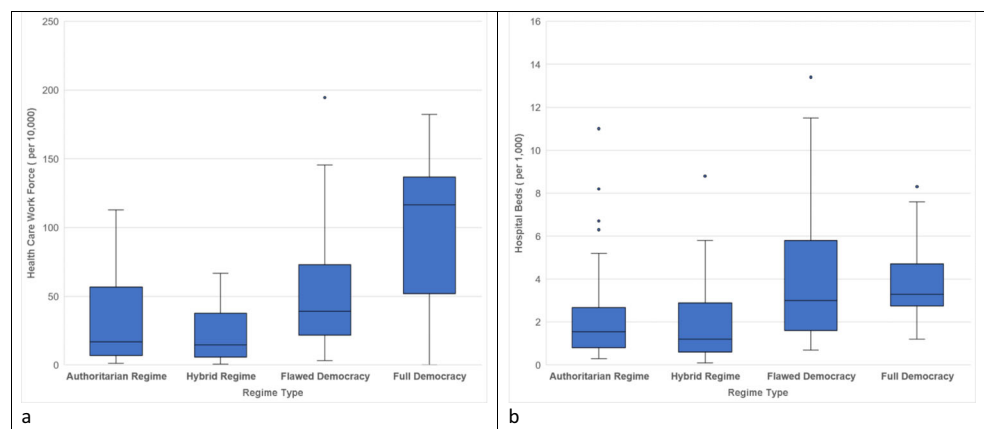 250
200
150
100
50
0
Health Care Work Force ( per 10,000)
Authoritarian Regime Hybrid Regime Flawed Democracy Full Democracy
Regime Type
a
16
14
12
10
8
6
4
2
0
Hospital Beds ( per 1,000)
Authoritarian Regime Hybrid Regime Flawed Democracy Full Democracy
Regime Type
b